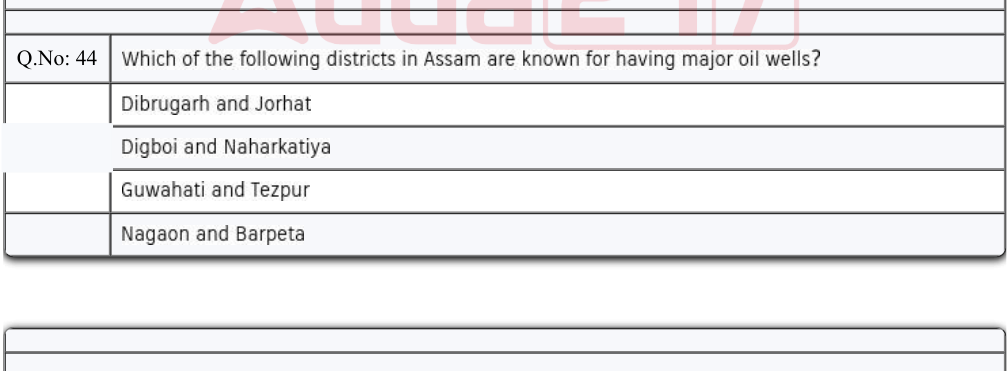 Adda247
Q.No: 44 Which of the following districts in Assam are known for having major oil wells?
Dibrugarh and Jorhat
Digboi and Naharkatiya
Guwahati and Tezpur
Nagaon and Barpeta